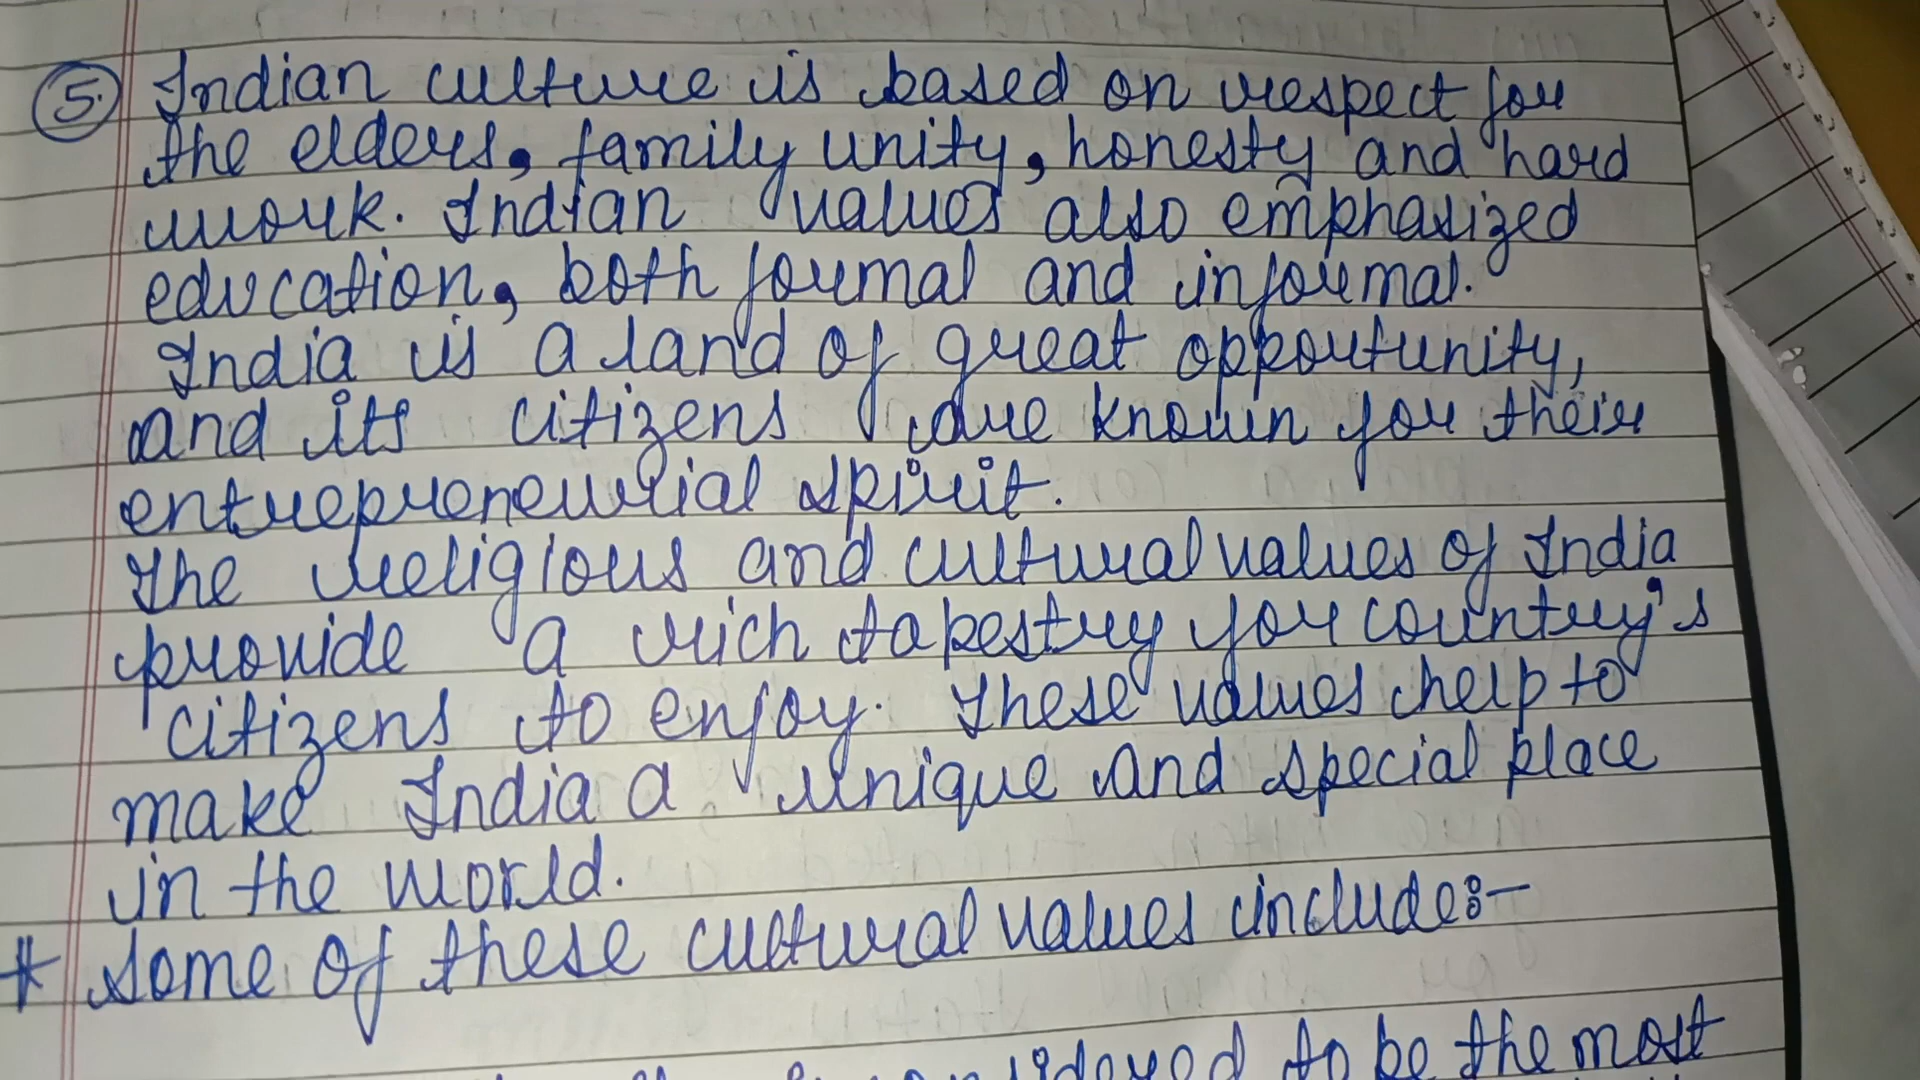 5. Indian culture is based on respect for
the elders, family unity, honesty and hard
work. Indian values also emphasized
education, both formal and informal.
India is a land of great opportunity,
and its citizens are known for their
entrepreneurial spirit.
The religious and cultural values of India
provide a rich tapestry for country's
citizens to enjoy. These values help to
make India a unique and special place
in the world.
* Some of these cultural values include:-
considered to be the most